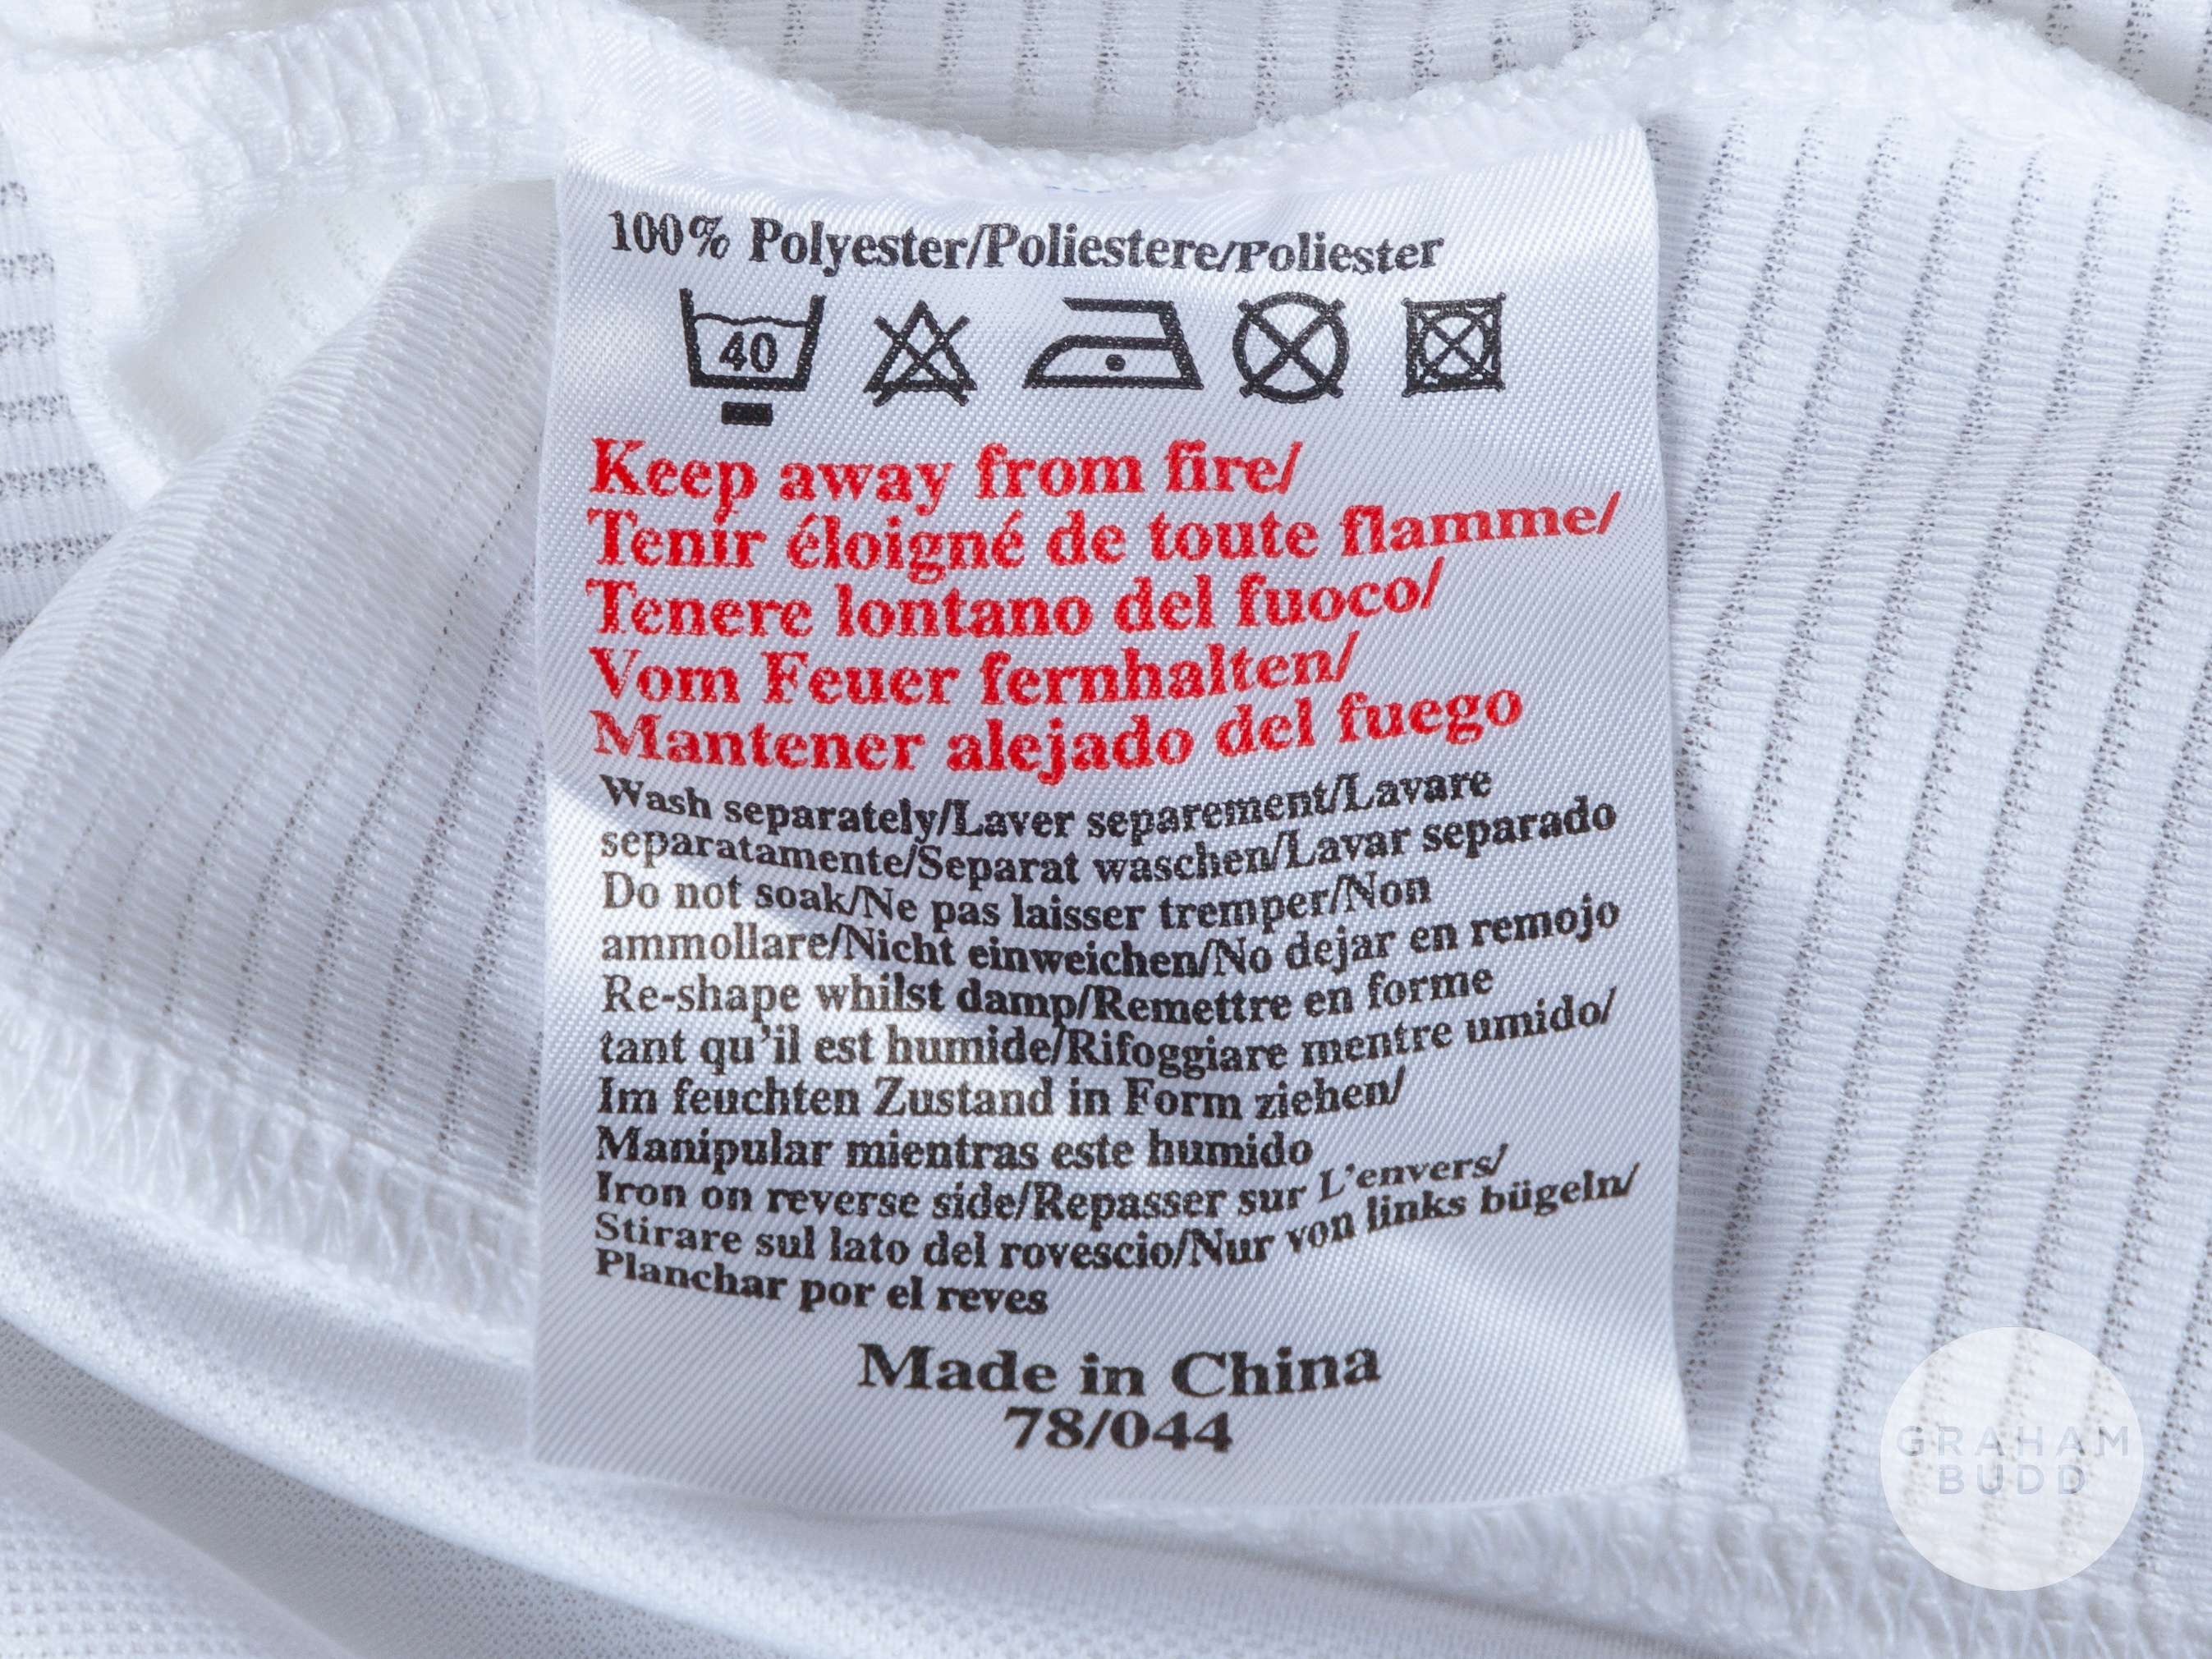 100% Polyester/Poliestere/Poliester
40
Keep away from fire/
Tenir éloigné de toute flamme/
Tenere lontano del fuoco/
Vom Feuer fernhalten/
Mantener alejado del fuego
Wash separately/Laver separement/Lavare
separatamente/Separat waschen/Lavar separado
Do not soak/Ne pas laisser tremper/Non
ammollare/Nicht einweichen/No dejar en remojo
Re-shape whilst damp/Remettre en forme
tant qu'il est humide/Rifoggiare mentre umido/
Im feuchten Zustand in Form ziehen/
Manipular mientras este humido
Iron on reverse side/Repasser sur L'envers/
Stirare sul lato del rovescio/Nur von links bügeln/
Planchar por el reves
Made in China
78/044
GRAHAM
BUDD